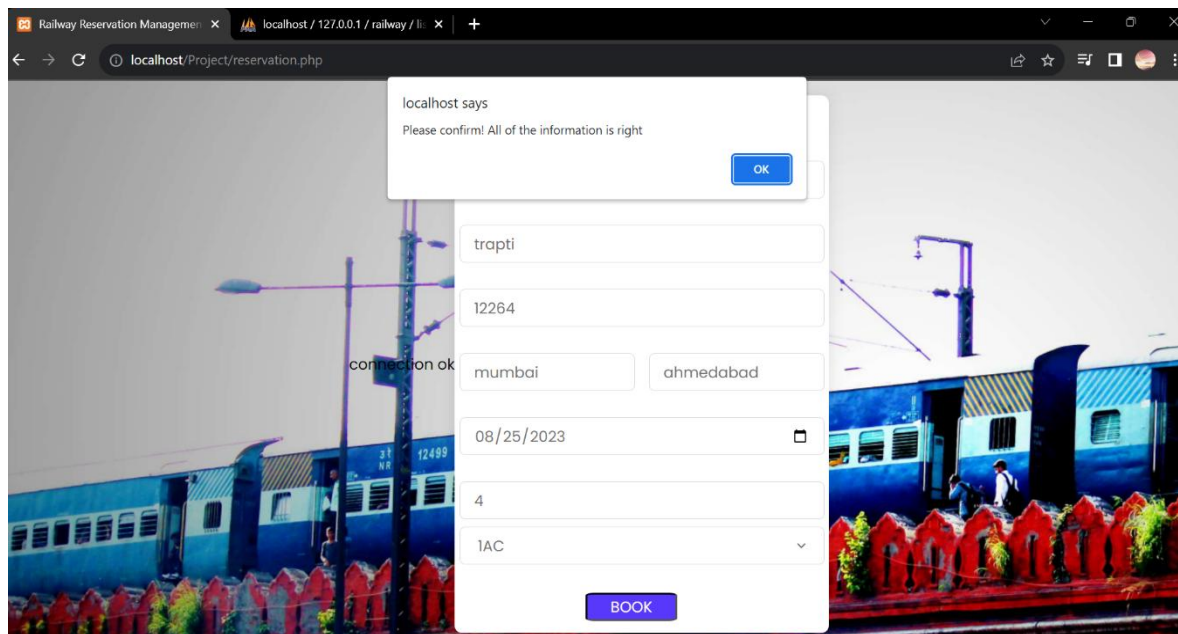 Railway Reservation Managemen
localhost / 127.0.0.1 / railway / lis
localhost/Project/reservation.php
localhost says
Please confirm! All of the information is right
OK
trapti
12264
connection ok
mumbai
ahmedabad
08/25/2023
12499
NR
4
1AC
BOOK